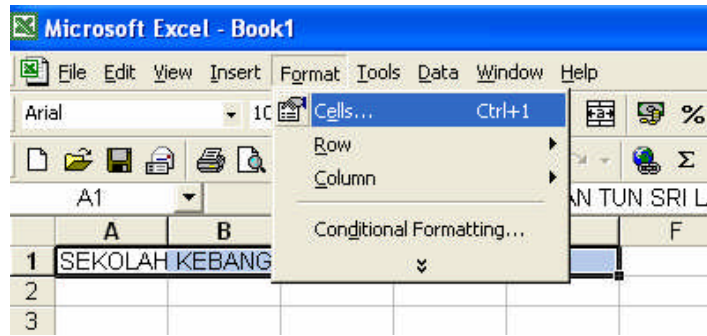 Microsoft Excel - Book1
File Edit View Insert Format Tools Data Window Help
Arial 10 %
Cells... Ctrl+1
Row
Column
Conditional Formatting...
Σ
A1 AN TUN SRI L
A B F
1 SEKOLAH KEBANG
2
3